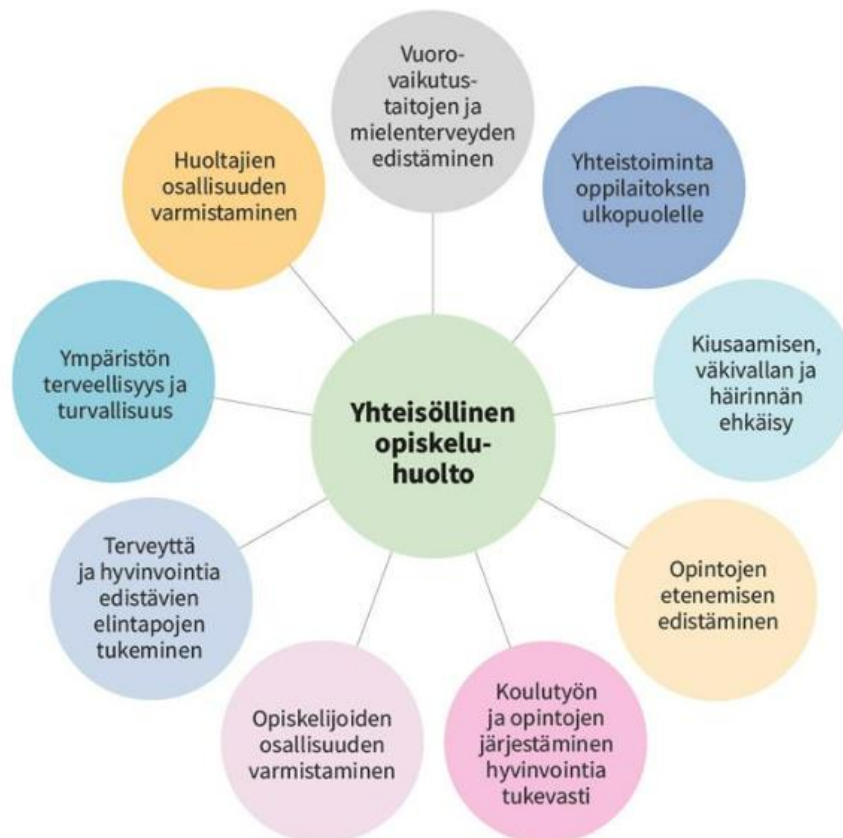 Vuoro-
vaikutus-
taitojen ja
mielenterveyden
edistäminen
Yhteistoiminta
oppilaitoksen
ulkopuolelle
Kiusaamisen,
väkivallan ja
häirinnän
ehkäisy
Opintojen
etenemisen
edistäminen
Koulutyön
ja opintojen
järjestäminen
hyvinvointia
tukevasti
Opiskelijoiden
osallisuuden
varmistaminen
Terveyttä
ja hyvinvointia
edistävien
elintapojen
tukeminen
Ympäristön
terveellisyys ja
turvallisuus
Huoltajien
osallisuuden
varmistaminen
Yhteisöllinen
opiskelu-
huolto